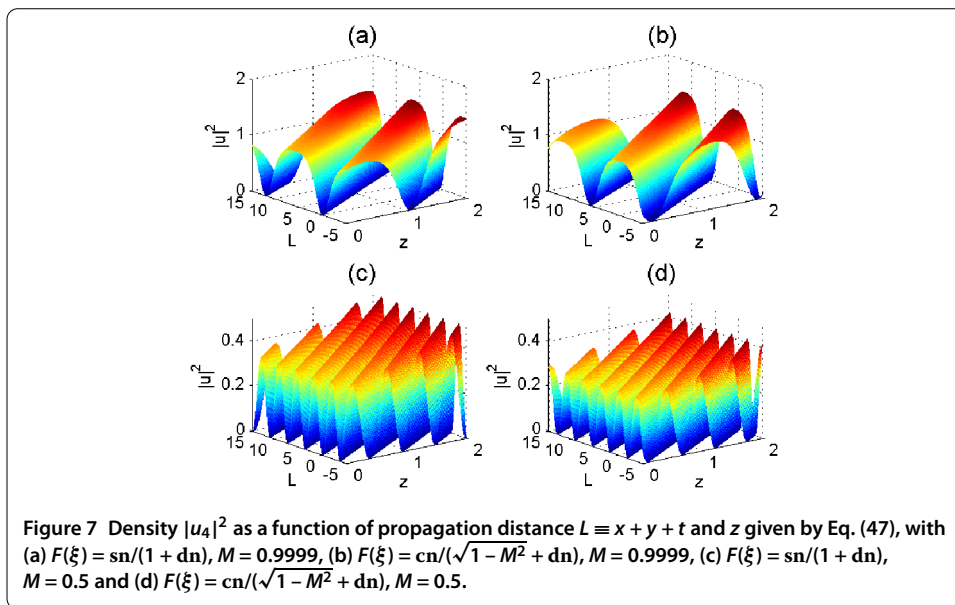 (a)
(b)
2
1
0
|u|²
15
10
5
0
-5
L
0
1
2
z
2
1
0
|u|²
15
10
5
0
-5
L
0
1
2
z
(c)
(d)
0.4
0.2
0
|u|²
15
10
5
0
-5
L
0
1
2
z
0.4
0.2
0
|u|²
15
10
5
0
-5
L
0
1
2
z
Figure 7 Density |u₄|² as a function of propagation distance L ≡ x + y + t and z given by Eq. (47), with
(a) F(ξ) = sn/(1 + dn), M = 0.9999, (b) F(ξ) = cn/(√1 – M² + dn), M = 0.9999, (c) F(ξ) = sn/(1 + dn),
M = 0.5 and (d) F(ξ) = cn/(√1 – M² + dn), M = 0.5.